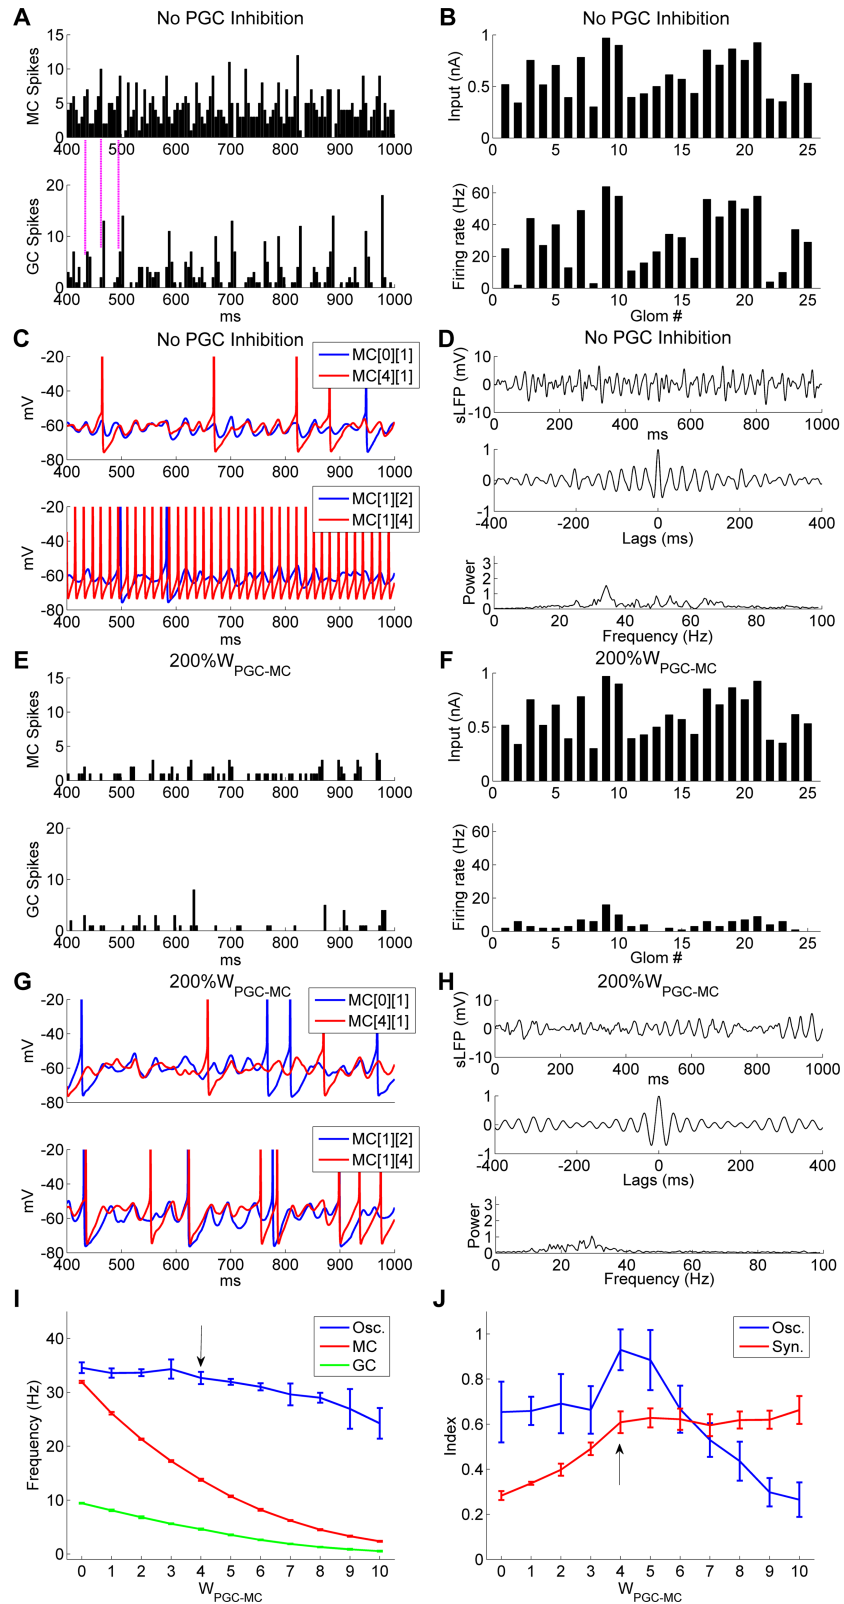 A No PGC Inhibition
MC Spikes
15
10
5
0
400 500 600 700 800 900 1000
GC Spikes
20
10
0
400 500 600 700 800 900 1000
ms
B No PGC Inhibition
Input (nA)
1
0.5
0
0 5 10 15 20 25
Firing rate (Hz)
60
40
20
0
0 5 10 15 20 25
Glom #
C No PGC Inhibition
mV
-20
-40
-60
-80
MC[0][1]
MC[4][1]
400 500 600 700 800 900 1000
mV
-20
-40
-60
-80
MC[1][2]
MC[1][4]
400 500 600 700 800 900 1000
ms
D No PGC Inhibition
sLFP (mV)
10
0
-10
0 200 400 600 800 1000
ms
1
0
-1
-400 -200 0 200 400
Lags (ms)
Power
3
2
1
0
0 20 40 60 80 100
Frequency (Hz)
E 200%W PGC-MC
MC Spikes
15
10
5
0
400 500 600 700 800 900 1000
GC Spikes
20
10
0
400 500 600 700 800 900 1000
ms
F 200%W PGC-MC
Input (nA)
1
0.5
0
0 5 10 15 20 25
Firing rate (Hz)
60
40
20
0
0 5 10 15 20 25
Glom #
G 200%W PGC-MC
mV
-20
-40
-60
-80
MC[0][1]
MC[4][1]
400 500 600 700 800 900 1000
mV
-20
-40
-60
-80
MC[1][2]
MC[1][4]
400 500 600 700 800 900 1000
ms
H 200%W PGC-MC
sLFP (mV)
10
0
-10
0 200 400 600 800 1000
ms
1
0
-1
-400 -200 0 200 400
Lags (ms)
Power
3
2
1
0
0 20 40 60 80 100
Frequency (Hz)
I
Frequency (Hz)
40
30
20
10
0
Osc.
MC
GC
0 1 2 3 4 5 6 7 8 9 10
W PGC-MC
J
Index
1
0.8
0.6
0.4
0.2
0
Osc.
Syn.
0 1 2 3 4 5 6 7 8 9 10
W PGC-MC